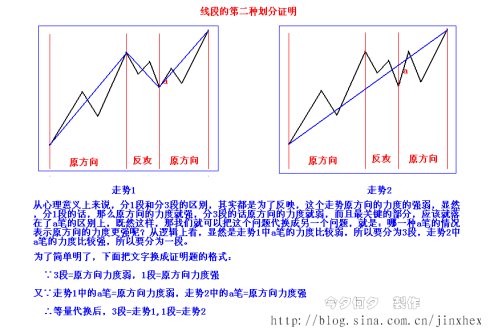 线段的第二种划分证明
a
a
原方向
反攻
原方向
原方向
反攻
原方向
走势1
走势2
从心理意义上来说，分1段和分3段的区别，其实都是为了反映，这个走势原方向的力度的强弱，显然
，分1段的话，那么原方向力度就强，分3段的话原方向力度就弱，而且最关键的部分，应该就落
在了a笔的区别上，既然这样，那我们就可以把这个问题代换成另一个问题，就是，哪一种a笔的情况
表示原方向的力度更强呢？从逻辑上看，显然是走势1中a笔的力度比较弱，所以要分为3段，走势2中
a笔的力度比较强，所以要分为一段。
为了简单明了，下面把文字换成证明题的格式：
∵3段=原方向力度弱，1段=原方向力度强
又∵走势1中的a笔=原方向力度弱，走势2中的a笔=原方向力度强
∴等量代换后，3段=走势1,1段=走势2
今夕何夕 制作
http://blog.sina.com.cn/jinxhex